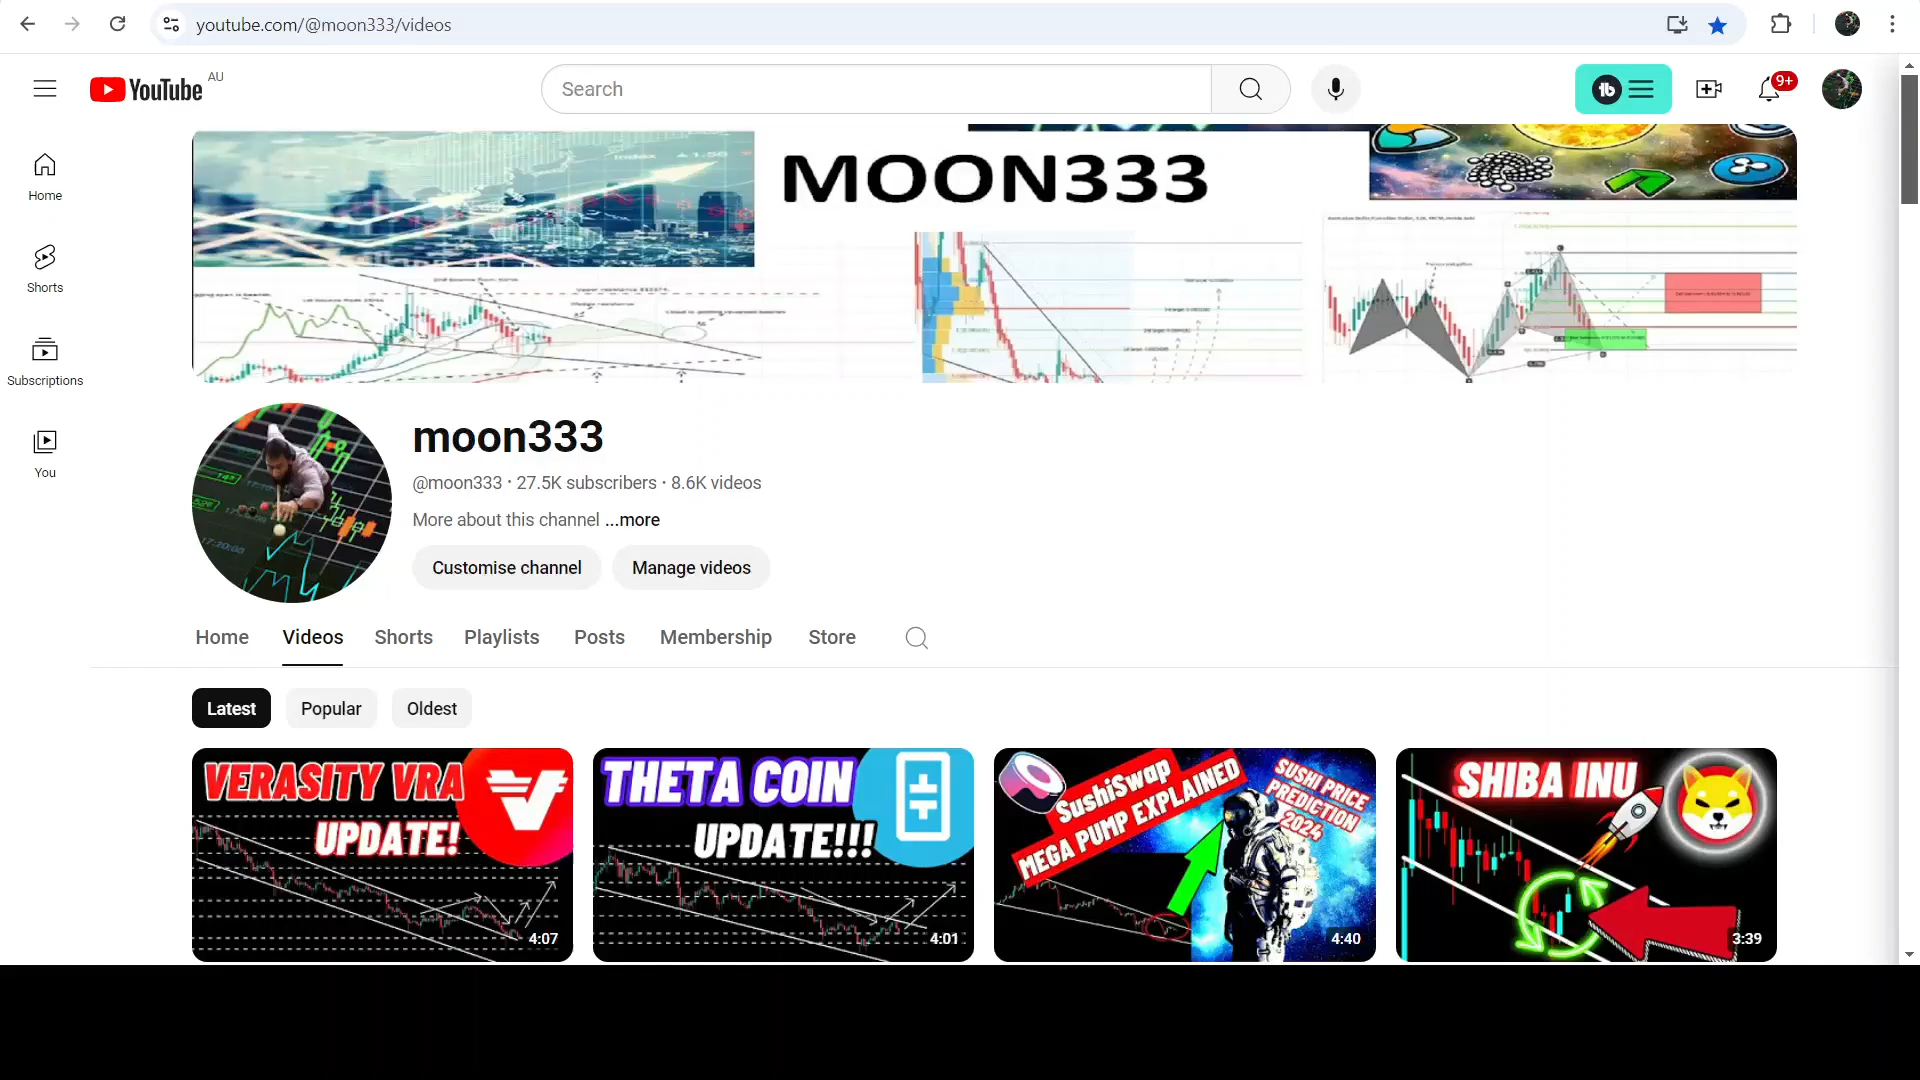 youtube.com/@moon333/videos
YouTube AU
Search
9+
Home
Shorts
Subscriptions
You
Index ▲1.56
MOON333
moon333
@moon333 · 27.5K subscribers · 8.6K videos
More about this channel ...more
Customise channel
Manage videos
Home
Videos
Shorts
Playlists
Posts
Membership
Store
Latest
Popular
Oldest
VERASITY VRA
UPDATE!
4:07
THETA COIN
UPDATE!!!
4:01
SushiSwap
MEGA PUMP EXPLAINED
SUSHI PRICE
PREDICTION
2024
4:40
SHIBA INU
3:39